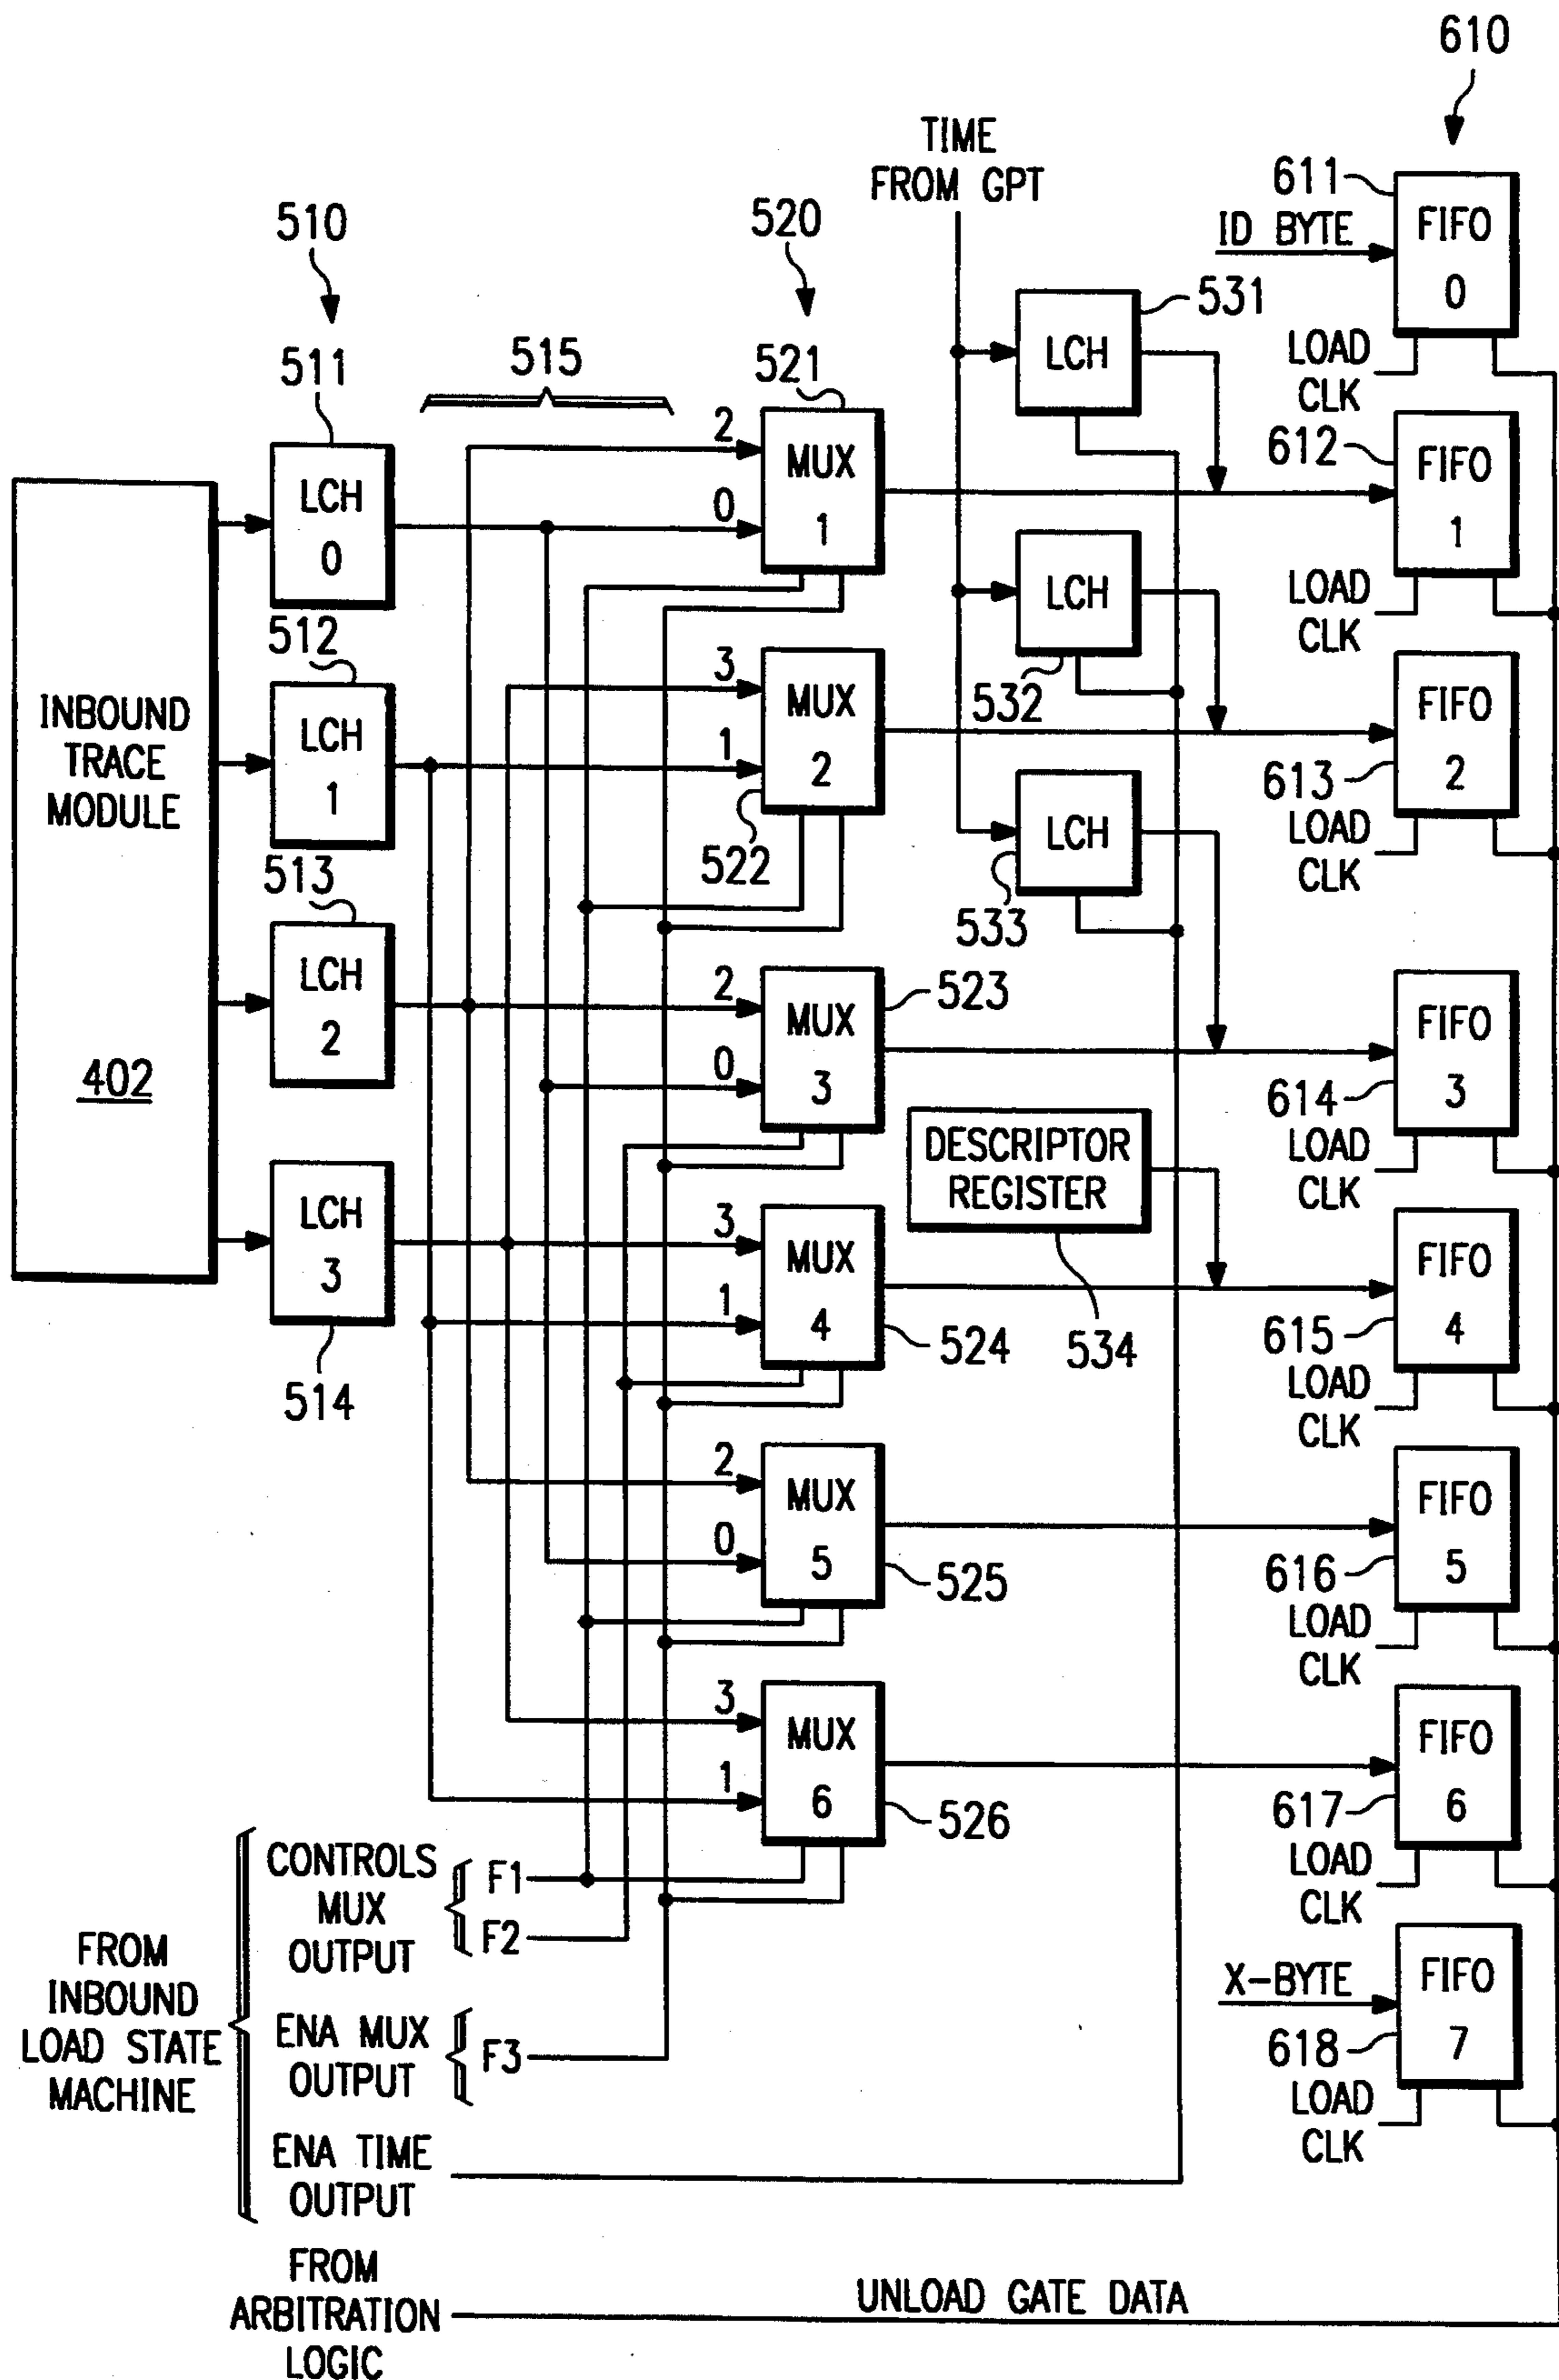 610
TIME
FROM GPT
611
ID BYTE
FIFO
0
LOAD
CLK
510
520
531
LCH
511
515
521
612
FIFO
1
LOAD
CLK
LCH
0
2
0
MUX
1
512
LCH
532
613
FIFO
2
LOAD
CLK
INBOUND
TRACE
MODULE
402
LCH
1
3
1
MUX
2
522
LCH
533
513
LCH
2
2
0
MUX
3
523
614
FIFO
3
LOAD
CLK
DESCRIPTOR
REGISTER
534
LCH
3
514
3
1
MUX
4
524
615
FIFO
4
LOAD
CLK
2
0
MUX
5
525
616
FIFO
5
LOAD
CLK
3
1
MUX
6
526
617
FIFO
6
LOAD
CLK
FROM
INBOUND
LOAD STATE
MACHINE
CONTROLS
MUX
OUTPUT
F1
F2
ENA MUX
OUTPUT
F3
X-BYTE
618
FIFO
7
LOAD
CLK
ENA TIME
OUTPUT
FROM
ARBITRATION
LOGIC
UNLOAD GATE DATA